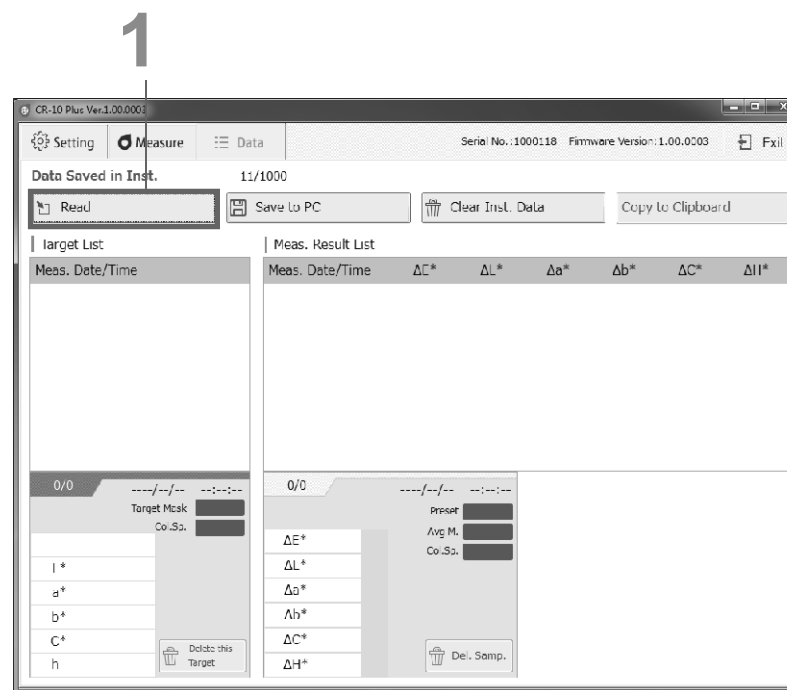 1
CR-10 Plus Ver.1.00.0003
Setting Measure Data Serial No.:1000118 Firmware Version:1.00.0003 Exit
Data Saved in Inst. 11/1000
Read Save to PC Clear Inst. Data Copy to Clipboard
Target List Meas. Result List
Meas. Date/Time Meas. Date/Time ΔE* ΔL* Δa* Δb* ΔC* ΔH*
0/0 ----/--/-- --:--:-- 0/0 ----/--/-- --:--:--
Target Mask Preset
Col.Sp. Avg M.
ΔE* Col.Sp.
L* ΔL*
a* Δa*
b* Δb*
C* ΔC*
Delete this Target Del. Samp.
h ΔH*